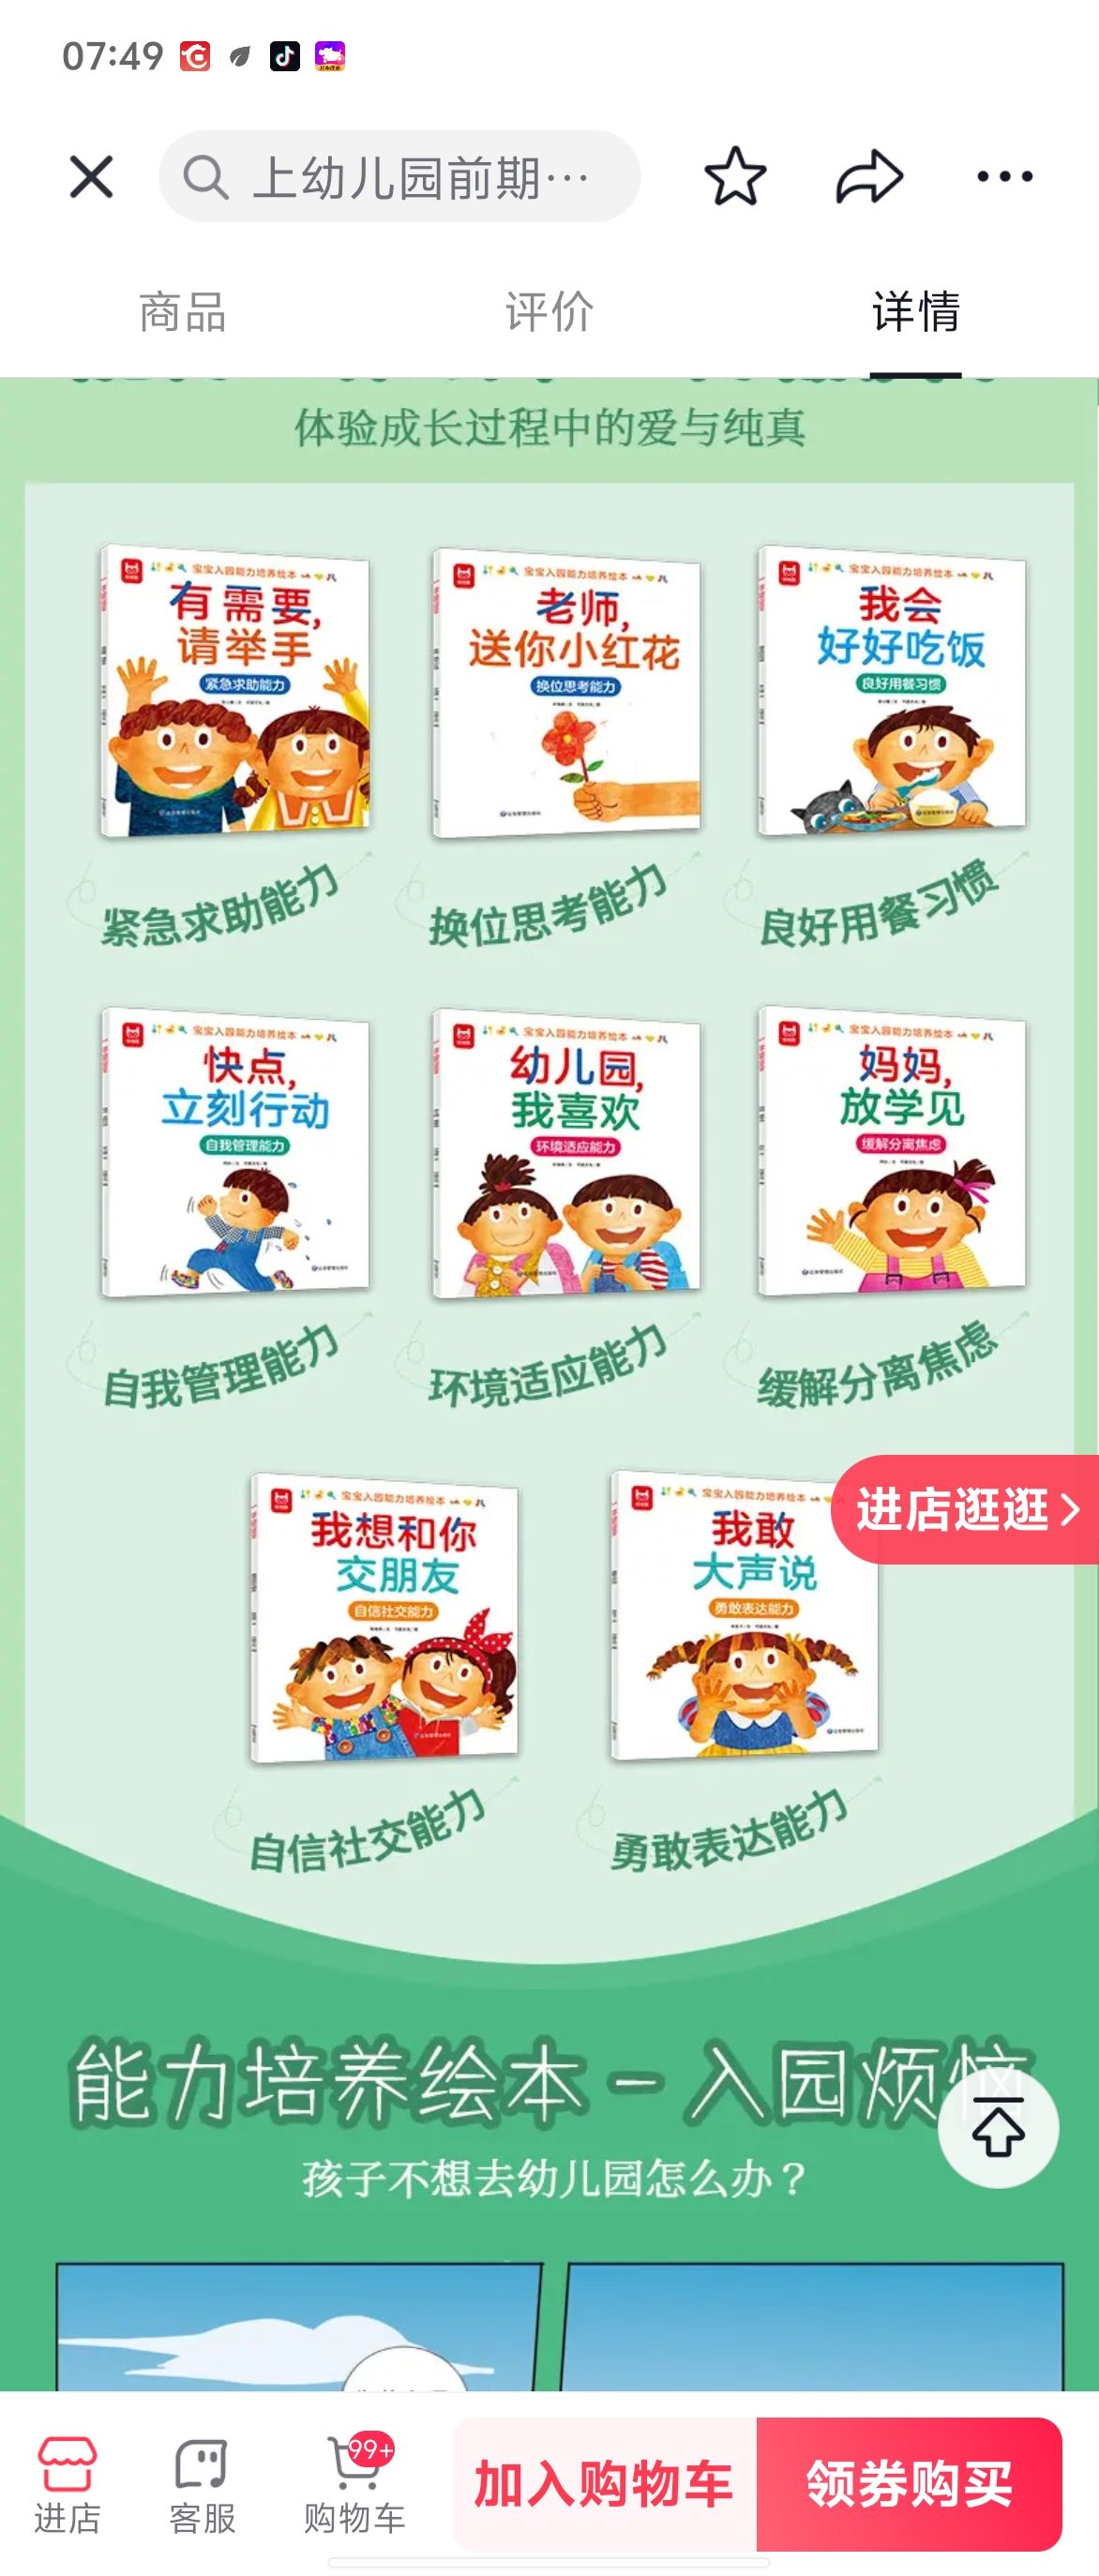 07:49
上幼儿园前期…
商品
评价
详情
体验成长过程中的爱与纯真
宝宝入园能力培养绘本
有需要,
请举手
紧急求助能力
宝宝入园能力培养绘本
老师,
送你小红花
换位思考能力
宝宝入园能力培养绘本
我会
好好吃饭
良好用餐习惯
紧急求助能力
换位思考能力
良好用餐习惯
宝宝入园能力培养绘本
快点,
立刻行动
自我管理能力
宝宝入园能力培养绘本
幼儿园,
我喜欢
环境适应能力
宝宝入园能力培养绘本
妈妈,
放学见
缓解分离焦虑
自我管理能力
环境适应能力
缓解分离焦虑
宝宝入园能力培养绘本
我想和你
交朋友
自信社交能力
宝宝入园能力培养绘本
我敢
大声说
勇敢表达能力
进店逛逛
自信社交能力
勇敢表达能力
能力培养绘本-入园烦恼
孩子不想去幼儿园怎么办？
进店
客服
99+
购物车
加入购物车
领券购买